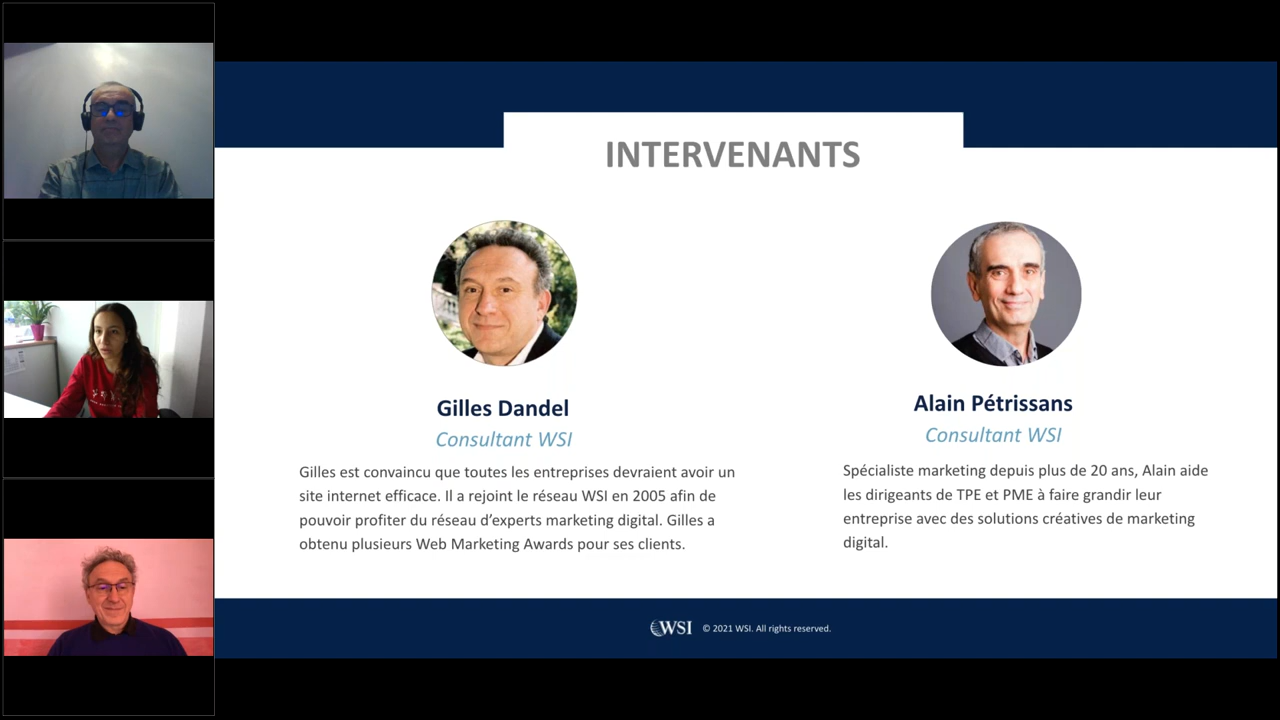 INTERVENANTS
Gilles Dandel
Consultant WSI
Gilles est convaincu que toutes les entreprises devraient avoir un
site internet efficace. Il a rejoint le réseau WSI en 2005 afin de
pouvoir profiter du réseau d’experts marketing digital. Gilles a
obtenu plusieurs Web Marketing Awards pour ses clients.
Alain Pétrissans
Consultant WSI
Spécialiste marketing depuis plus de 20 ans, Alain aide
les dirigeants de TPE et PME à faire grandir leur
entreprise avec des solutions créatives de marketing
digital.
WSI © 2021 WSI. All rights reserved.